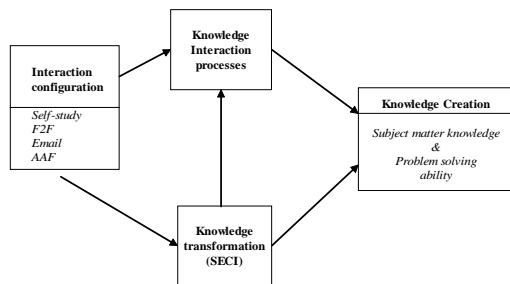 Knowledge
Interaction
processes
Interaction
configuration
Self-study
F2F
Email
AAF
Knowledge Creation
Subject matter knowledge
&
Problem solving
ability
Knowledge
transformation
(SECI)